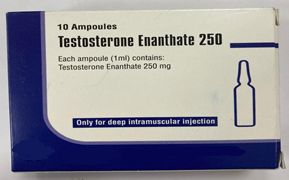 10 Ampoules
Testosterone Enanthate 250
Each ampoule (1ml) contains:
Testosterone Enanthate 250 mg
Only for deep intramuscular injection